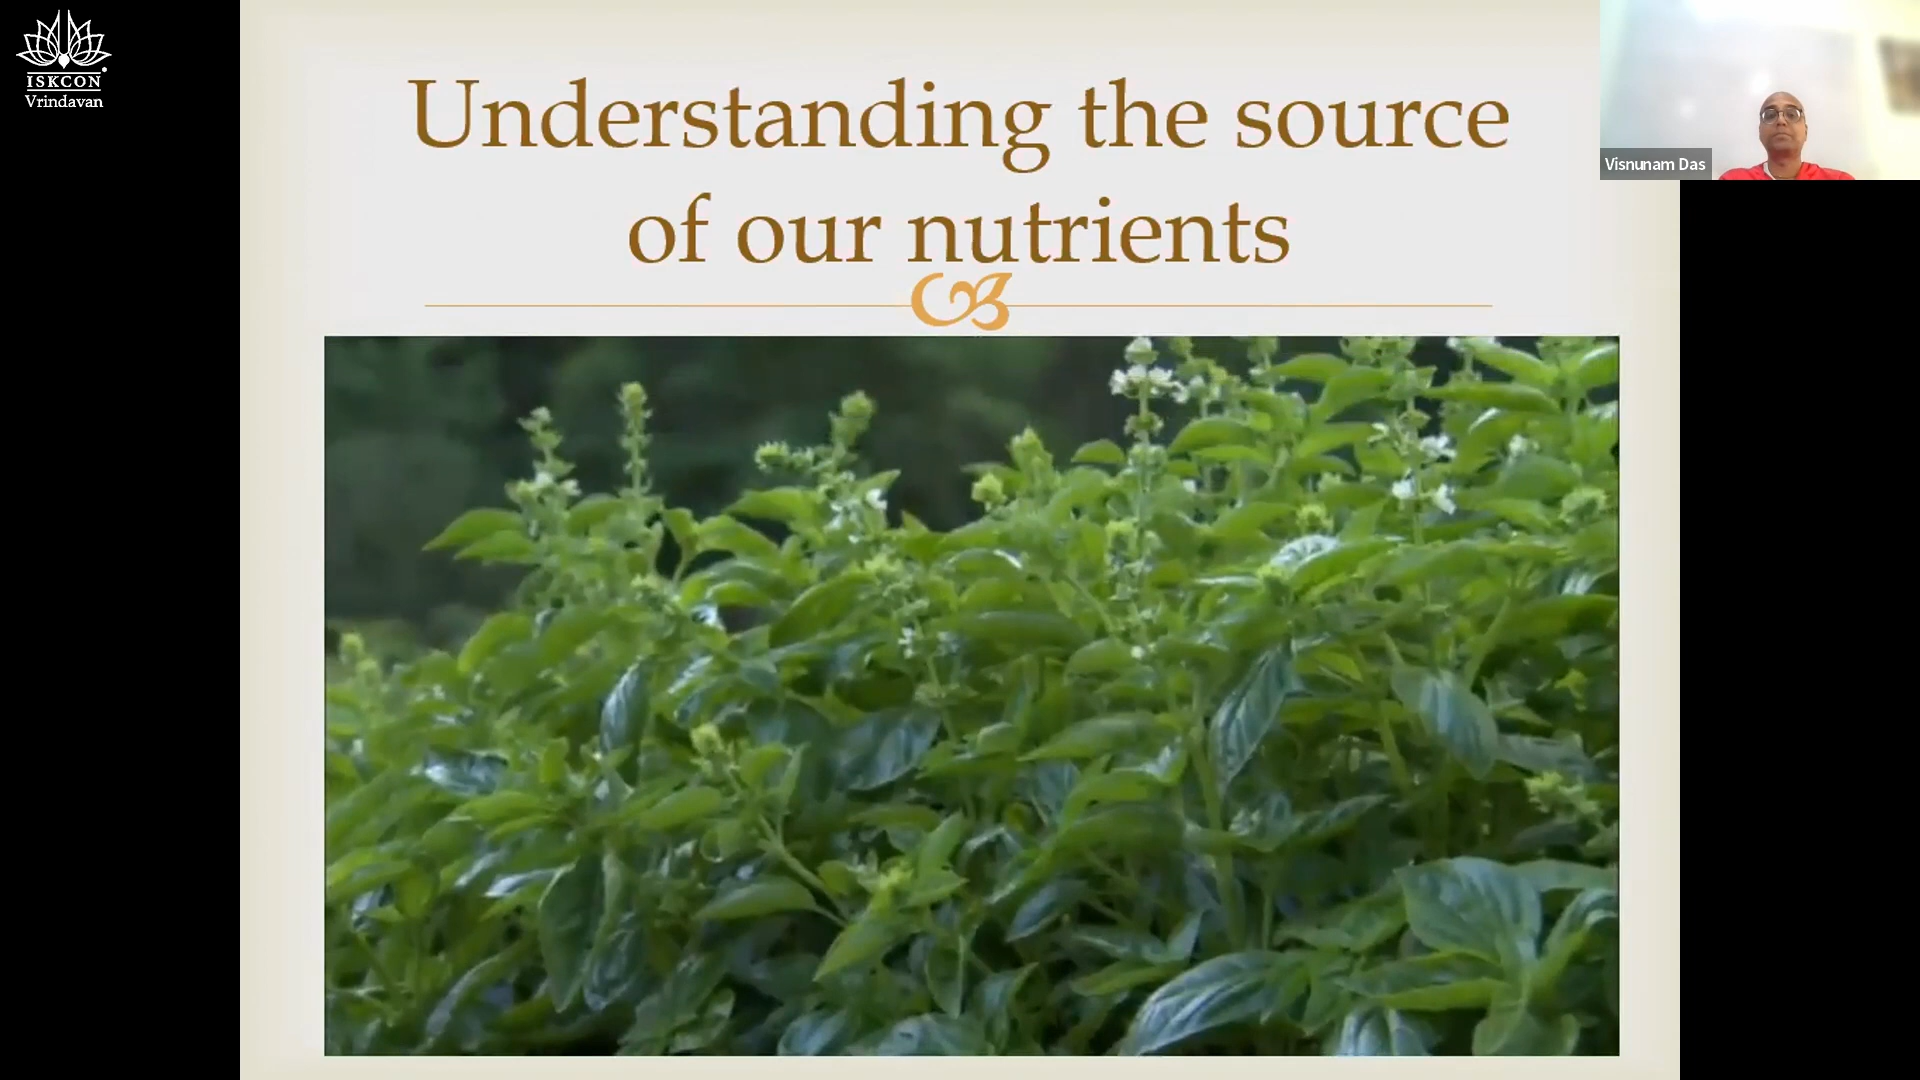 ISKCON
Vrindavan
Understanding the source
of our nutrients
Visnunam Das